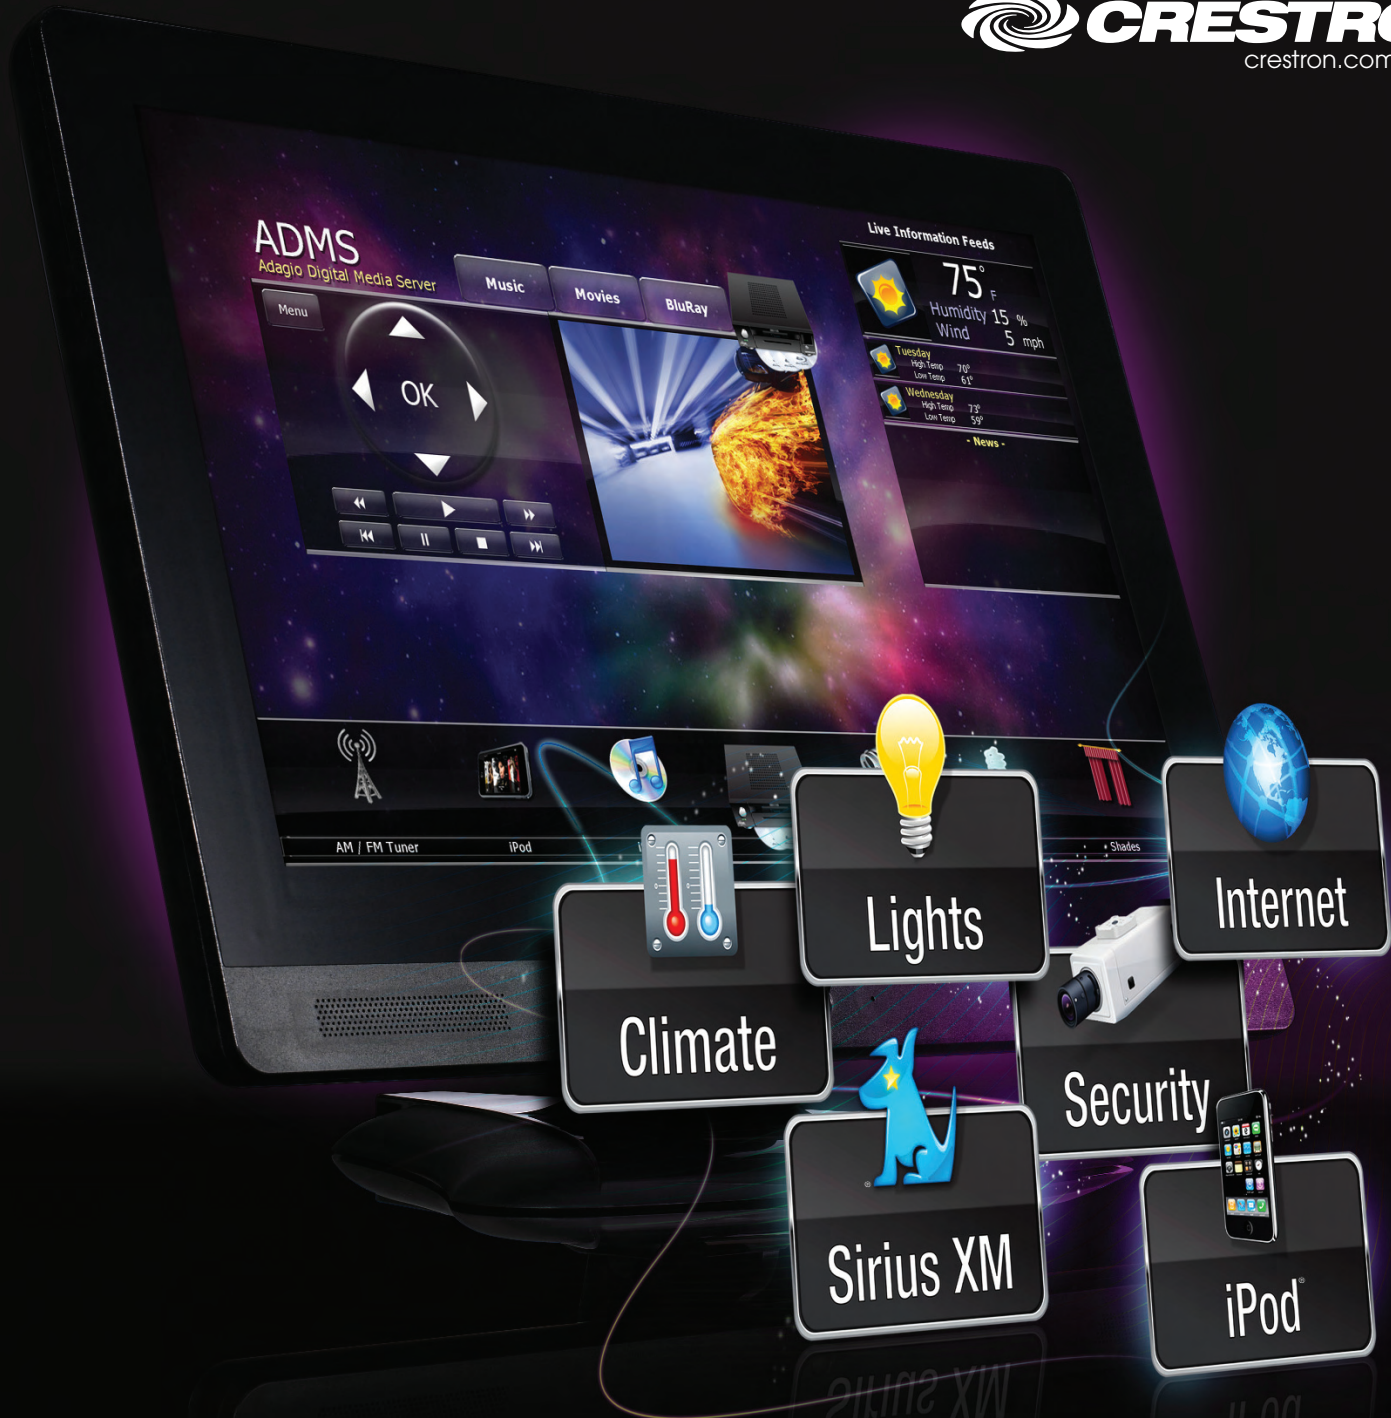 CRESTRO
crestron.com
ADMS
Adagio Digital Media Server
Music
Movies
BluRay
Menu
OK
Live Information Feeds
75° F
Humidity 15 %
Wind 5 mph
Tuesday
High Temp 70°
Low Temp 61°
Wednesday
High Temp 73°
Low Temp 59°
- News -
AM / FM Tuner
iPod
Shades
Lights
Internet
Climate
Security
Sirius XM
iPod®